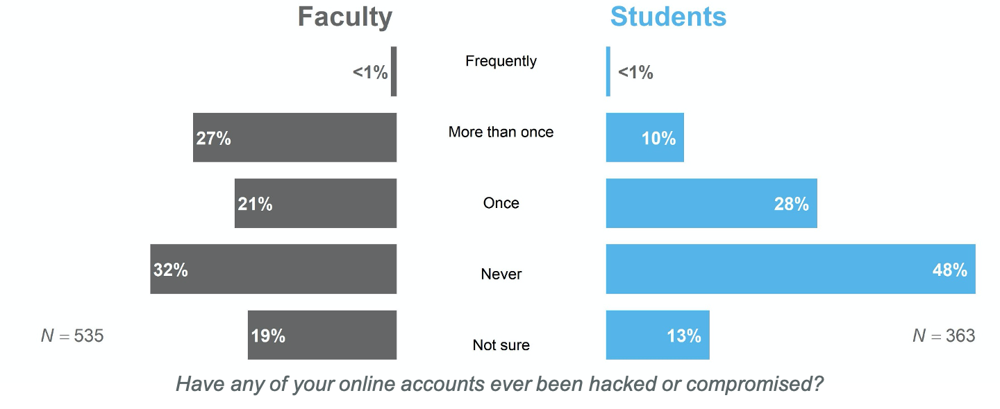 Faculty
Students
<1%
Frequently
<1%
27%
More than once
10%
21%
Once
28%
32%
Never
48%
N = 535
19%
Not sure
13%
N = 363
Have any of your online accounts ever been hacked or compromised?